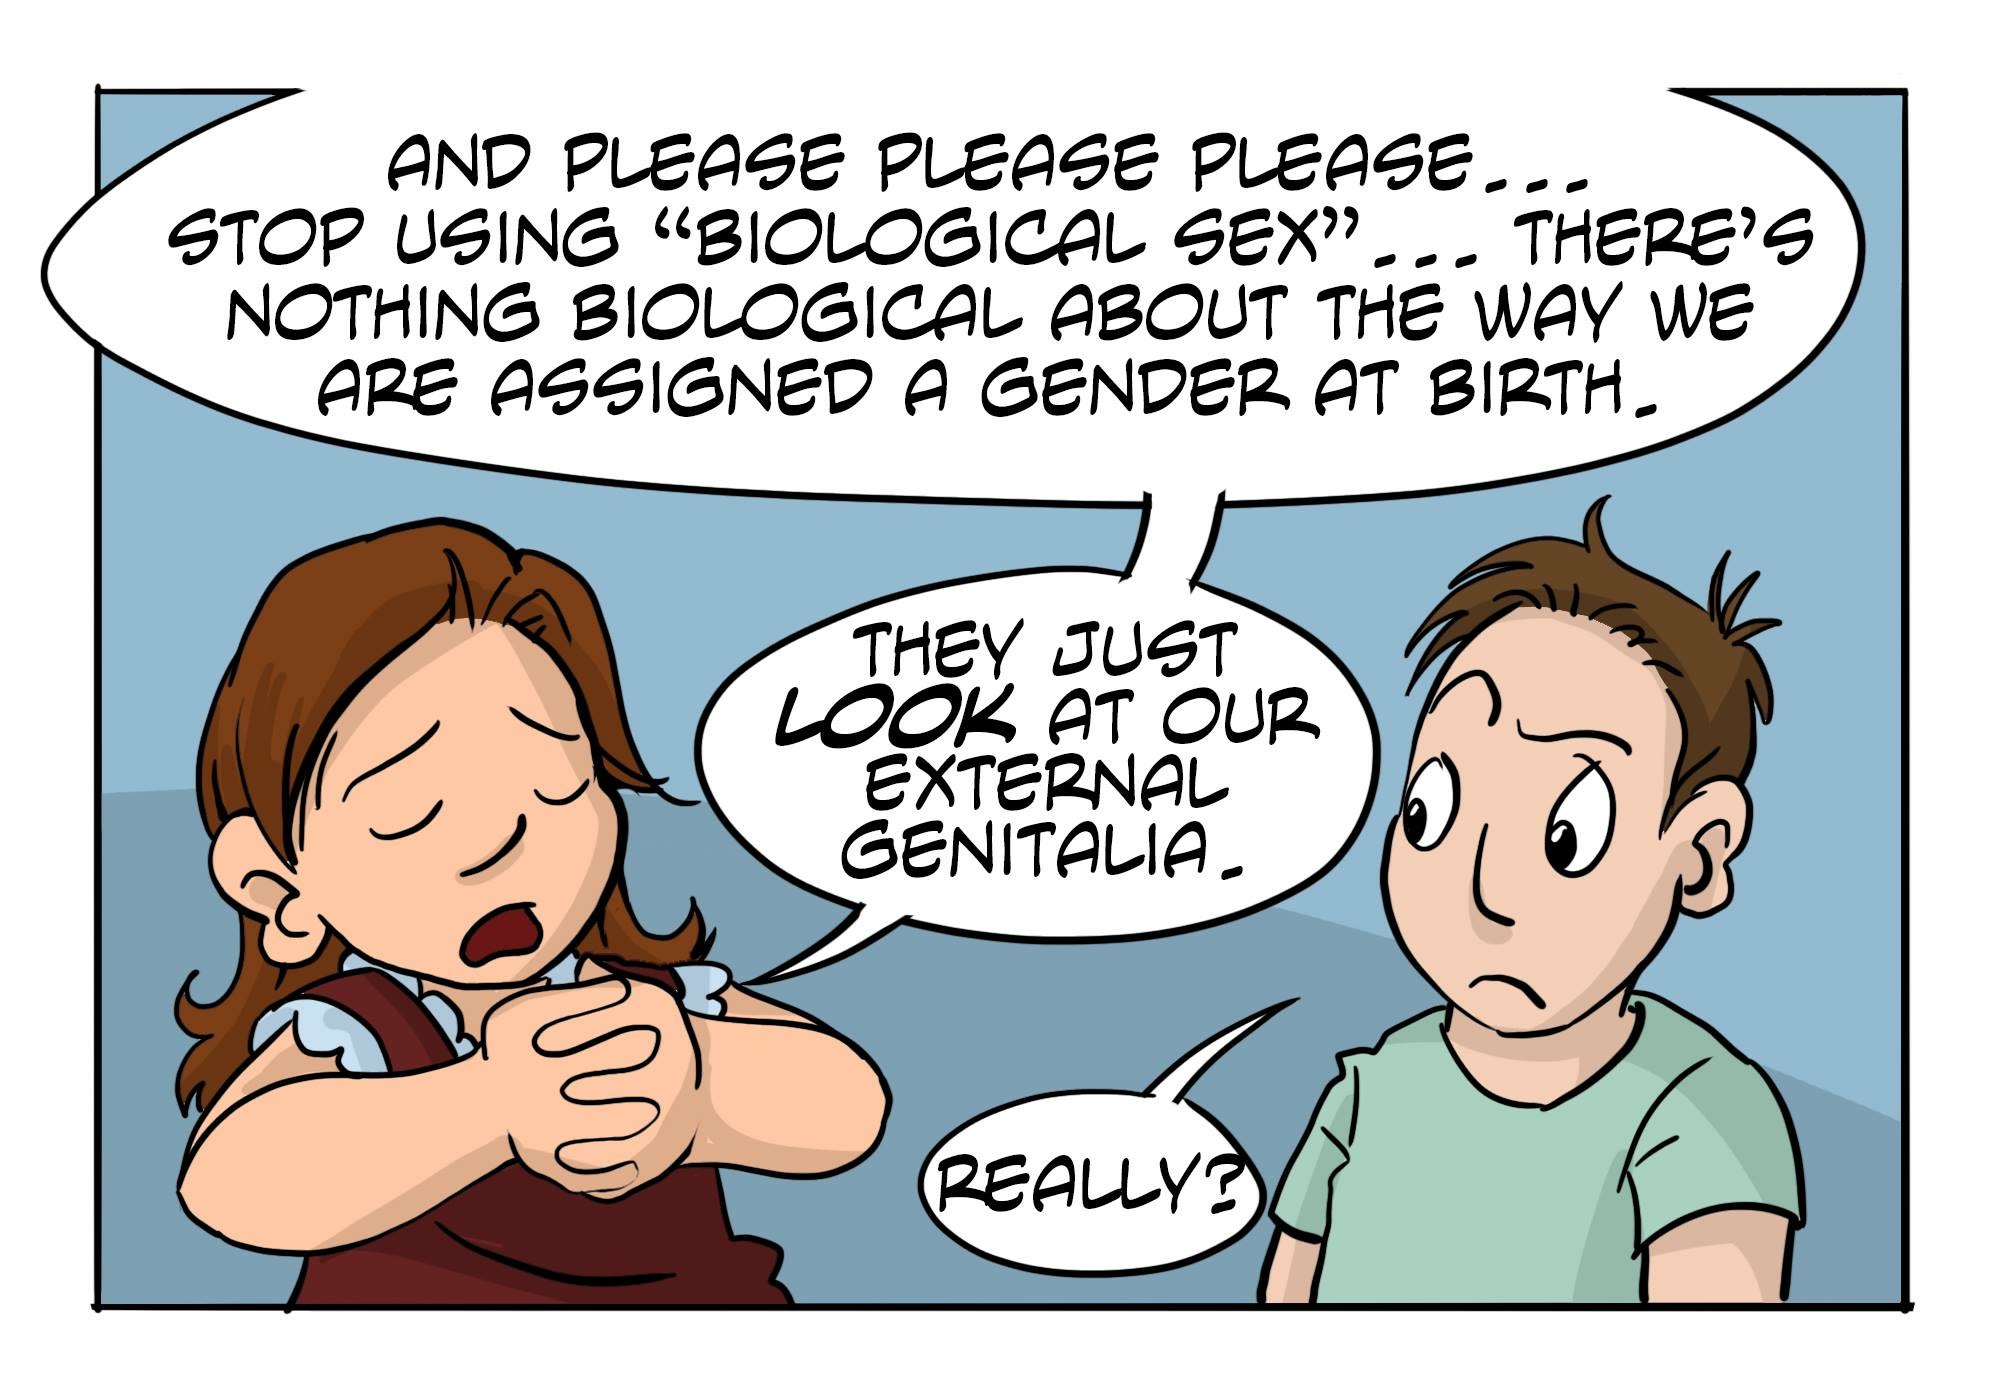 AND PLEASE PLEASE PLEASE...
STOP USING “BIOLOGICAL SEX”... THERE'S
NOTHING BIOLOGICAL ABOUT THE WAY WE
ARE ASSIGNED A GENDER AT BIRTH.
THEY JUST
LOOK AT OUR
EXTERNAL
GENITALIA.
REALLY?